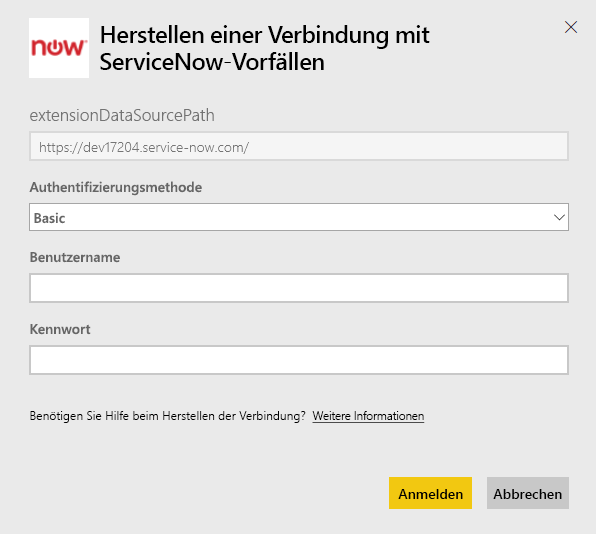 now
Herstellen einer Verbindung mit
ServiceNow-Vorfällen
extensionDataSourcePath
https://dev17204.service-now.com/
Authentifizierungsmethode
Basic
Benutzername
Kennwort
Benötigen Sie Hilfe beim Herstellen der Verbindung? Weitere Informationen
Anmelden Abbrechen